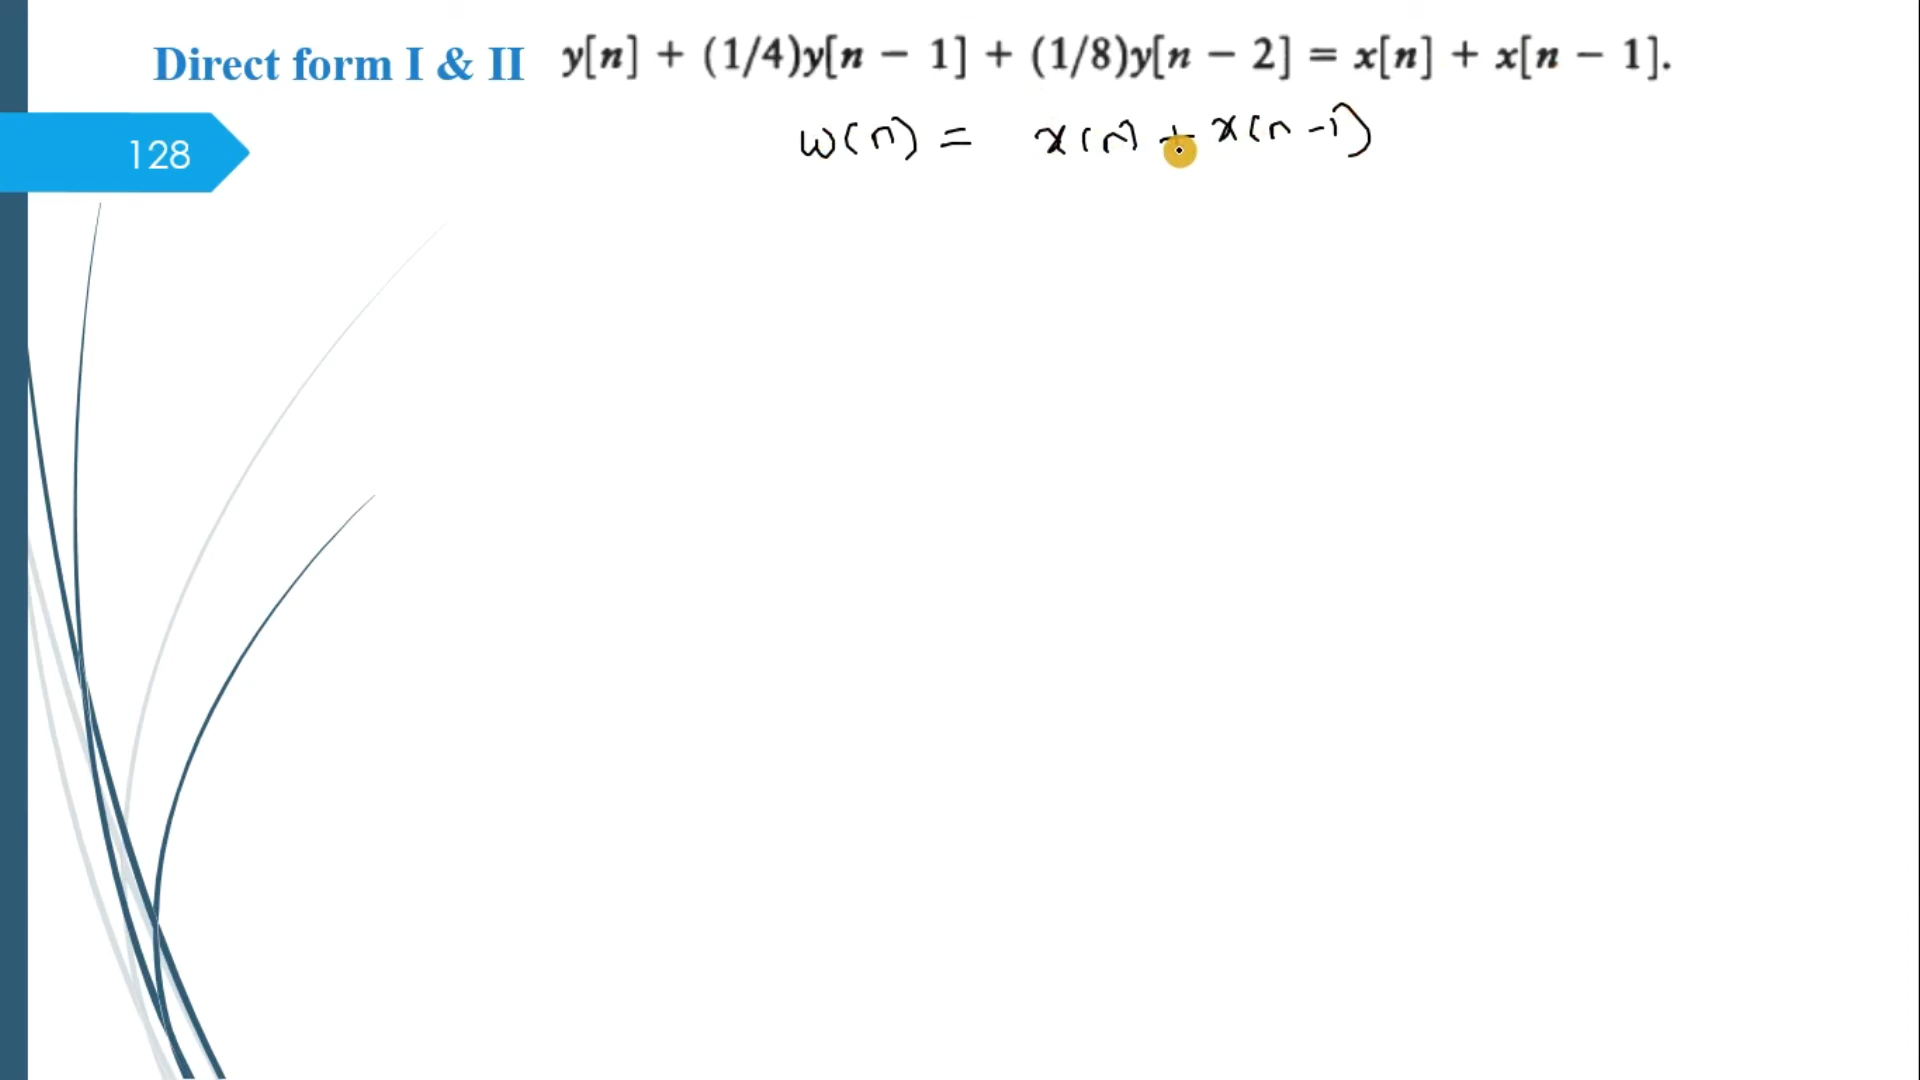 Direct form I & II y[n] + (1/4)y[n − 1] + (1/8)y[n − 2] = x[n] + x[n − 1].
w(n) = x(n) + x(n-1)
128